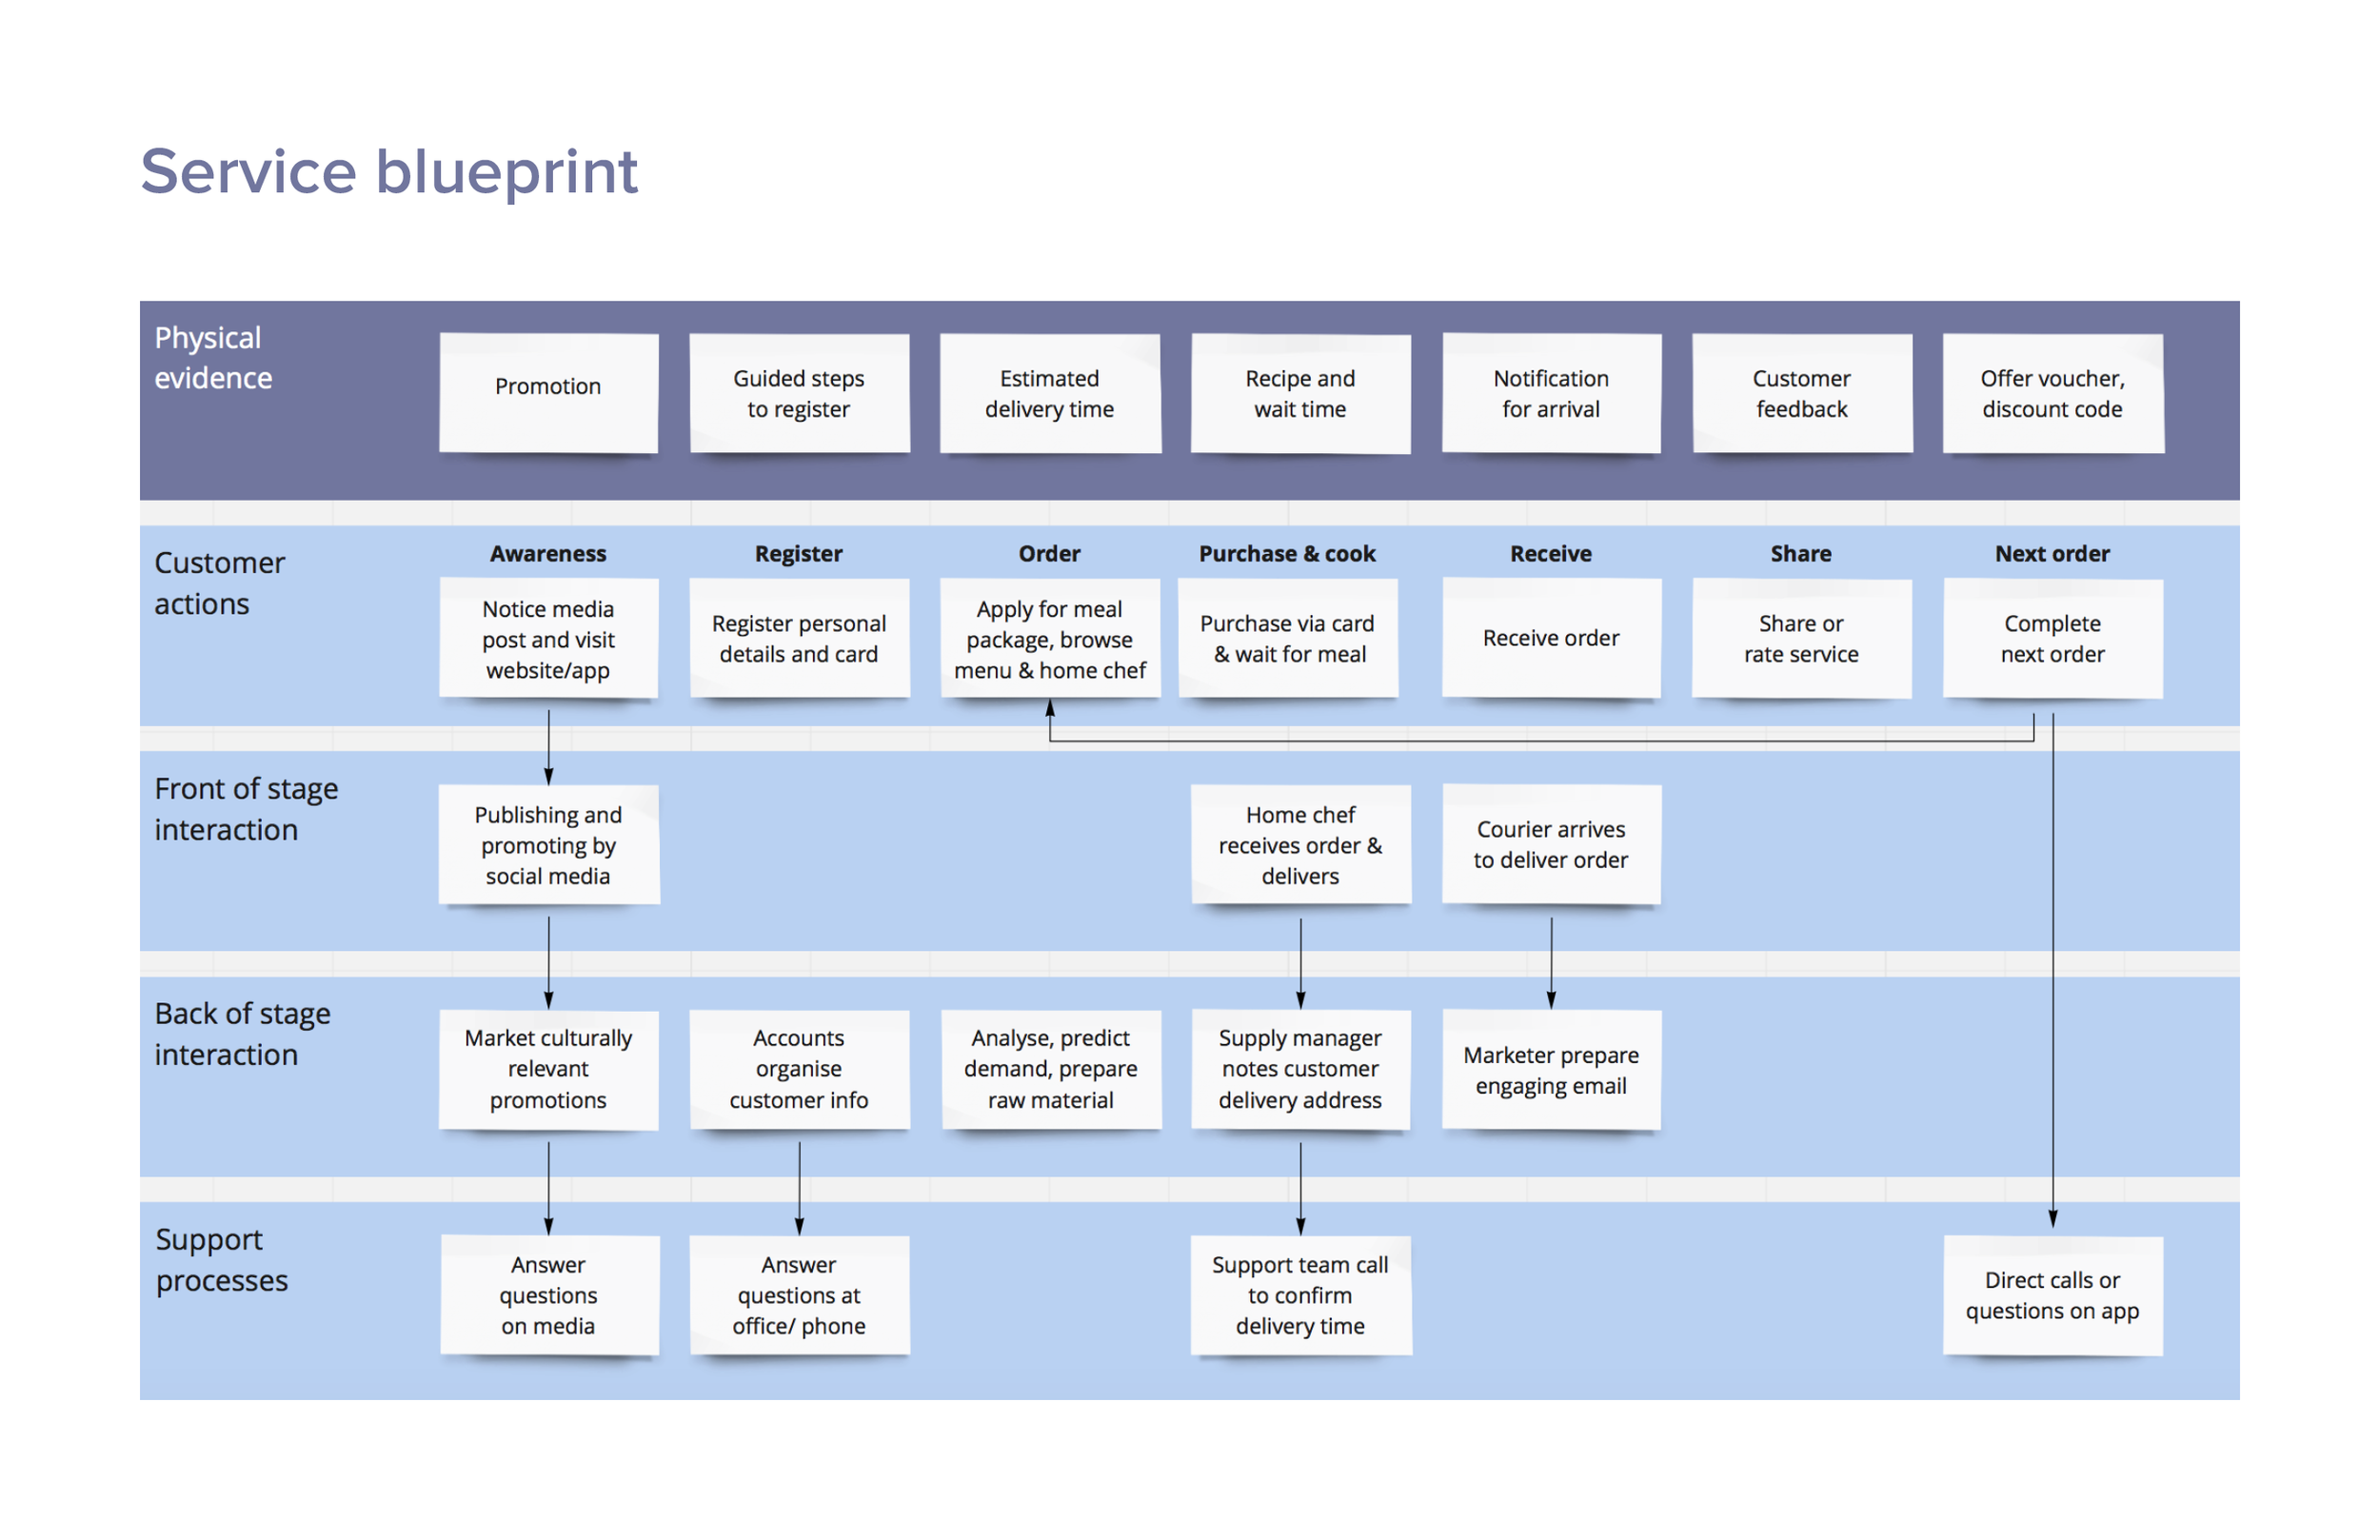 Service blueprint
Physical
evidence
Promotion
Guided steps
to register
Estimated
delivery time
Recipe and
wait time
Notification
for arrival
Customer
feedback
Offer voucher,
discount code
Customer
actions
Awareness
Notice media
post and visit
website/app
Register
Register personal
details and card
Order
Apply for meal
package, browse
menu & home chef
Purchase & cook
Purchase via card
& wait for meal
Receive
Receive order
Share
Share or
rate service
Next order
Complete
next order
Front of stage
interaction
Publishing and
promoting by
social media
Home chef
receives order &
delivers
Courier arrives
to deliver order
Back of stage
interaction
Market culturally
relevant
promotions
Accounts
organise
customer info
Analyse, predict
demand, prepare
raw material
Supply manager
notes customer
delivery address
Marketer prepare
engaging email
Support
processes
Answer
questions
on media
Answer
questions at
office/ phone
Support team call
to confirm
delivery time
Direct calls or
questions on app